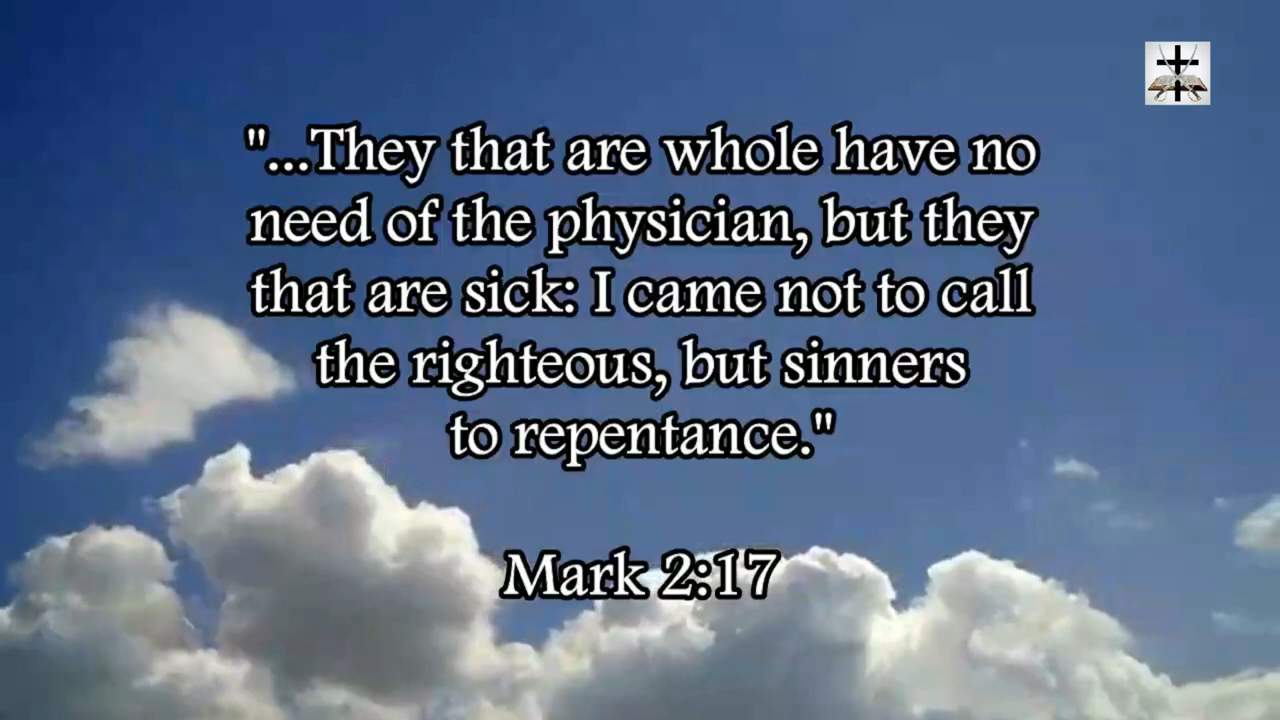 "...They that are whole have no
need of the physician, but they
that are sick: I came not to call
the righteous, but sinners
to repentance."
Mark 2:17